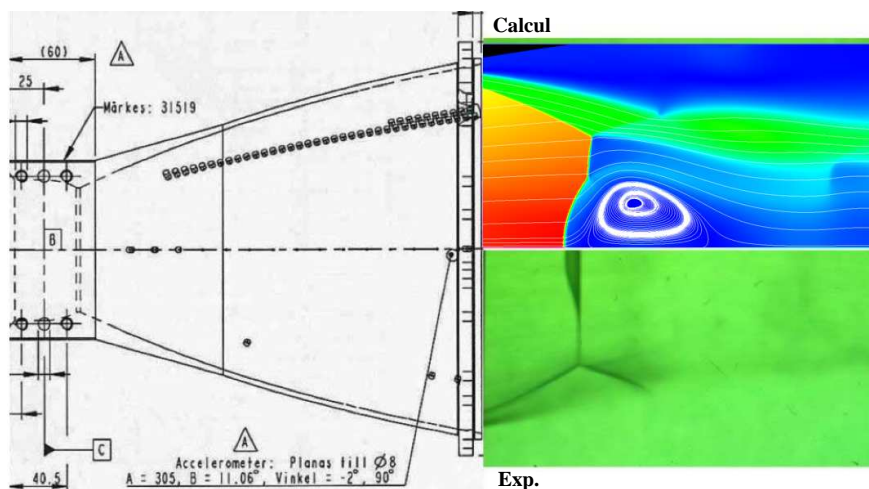 (60)
A
25
Märkes: 31519
B
C
A
Accelerometer: Planas till Ø8
A = 305, B = 11.06°, Vinkel = -2°, 90°
40.5
Calcul
Exp.